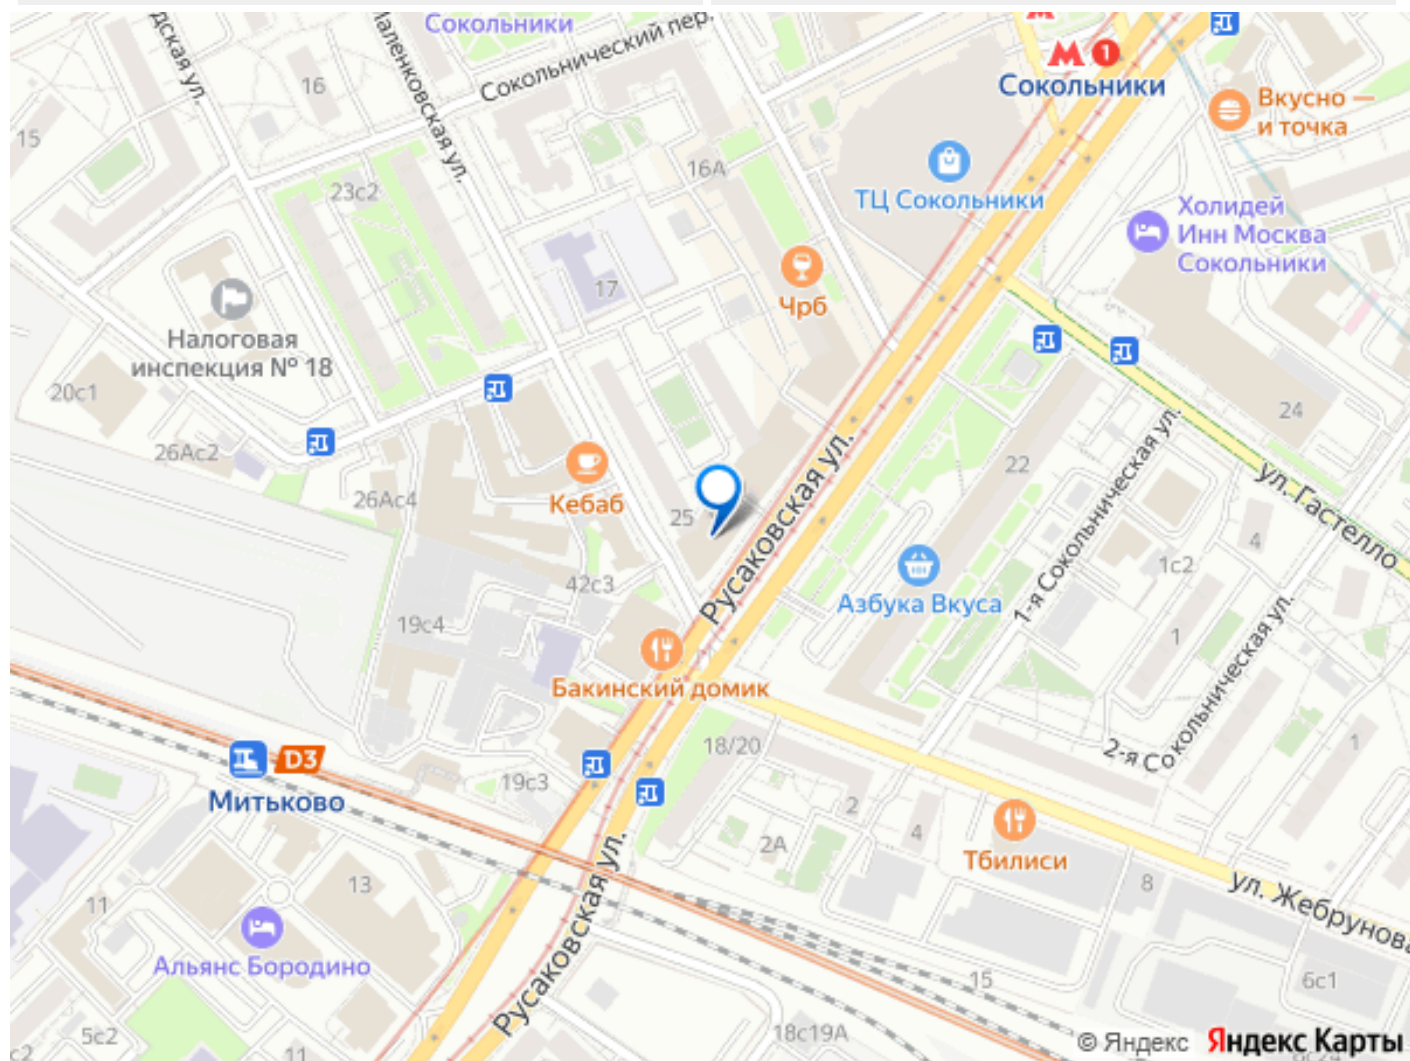 Сокольники
Сокольнический пер.
дская ул.
Маленковская ул.
16
15
М 1
Сокольники
Вкусно —
и точка
16А
23с2
ТЦ Сокольники
Холидей
Инн Москва
Сокольники
17
Чрб
Налоговая
инспекция № 18
20с1
24
26Ас2
22
26Ас4
Кебаб
25
Русаковская ул.
1-я Сокольническая ул.
ул. Гастелло
4
1с2
42с3
Азбука Вкуса
19с4
1
2-я Сокольническая ул.
Бакинский домик
18/20
1
D3
Митьково
19с3
2
4
2А
Тбилиси
13
8
11
ул. Жебрунова
Русаковская ул.
Альянс Бородино
15
6с1
5с2
с2
11
18с19А
© Яндекс Яндекс Карты